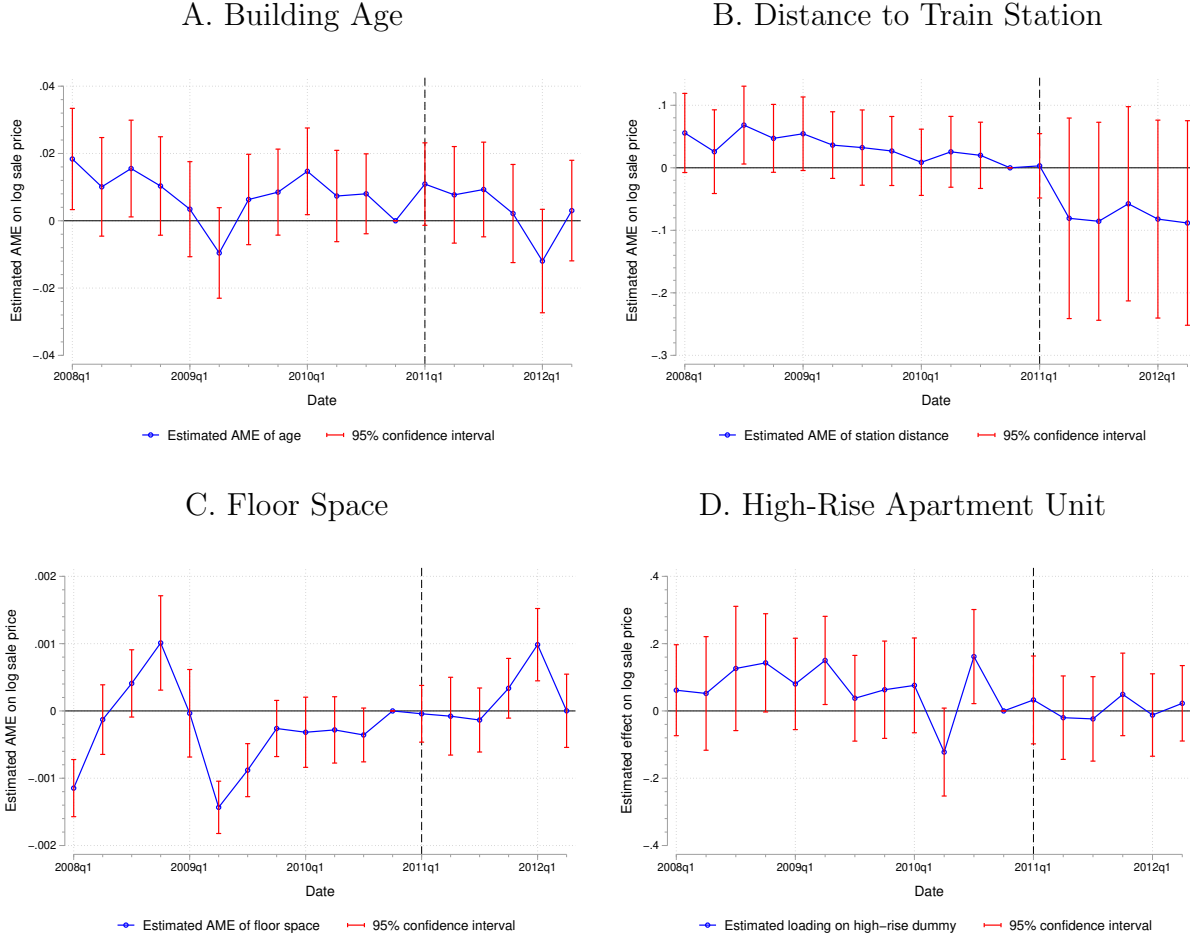 A. Building Age
Estimated AME on log sale price
.04
.02
0
−.02
−.04
2008q1 2009q1 2010q1 2011q1 2012q1
Date
Estimated AME of age 95% confidence interval
B. Distance to Train Station
Estimated AME on log sale price
.1
0
−.1
−.2
−.3
2008q1 2009q1 2010q1 2011q1 2012q1
Date
Estimated AME of station distance 95% confidence interval
C. Floor Space
Estimated AME on log sale price
.002
.001
0
−.001
−.002
2008q1 2009q1 2010q1 2011q1 2012q1
Date
Estimated AME of floor space 95% confidence interval
D. High-Rise Apartment Unit
Estimated effect on log sale price
.4
.2
0
−.2
−.4
2008q1 2009q1 2010q1 2011q1 2012q1
Date
Estimated loading on high−rise dummy 95% confidence interval